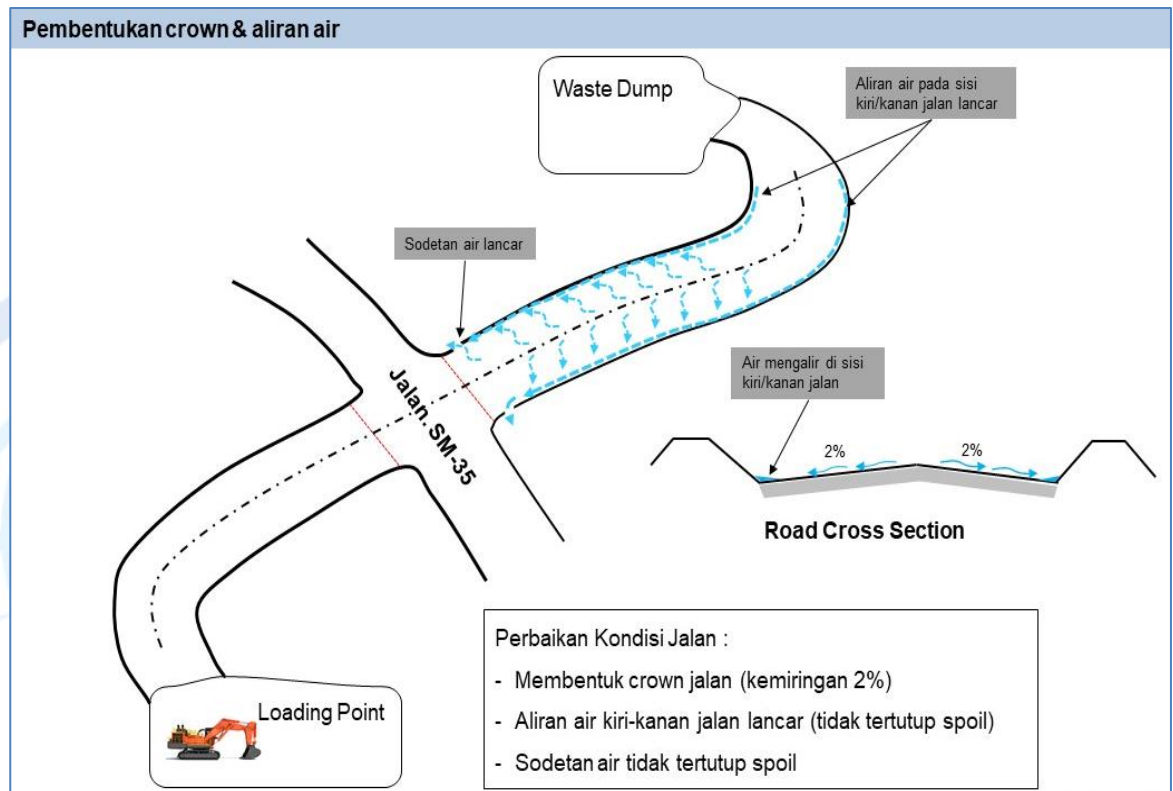 Pembentukan crown & aliran air
Waste Dump
Aliran air pada sisi
kiri/kanan jalan lancar
Sodetan air lancar
Jalan. SM-35
Air mengalir di sisi
kiri/kanan jalan
2%
2%
Road Cross Section
Loading Point
Perbaikan Kondisi Jalan :
- Membentuk crown jalan (kemiringan 2%)
- Aliran air kiri-kanan jalan lancar (tidak tertutup spoil)
- Sodetan air tidak tertutup spoil